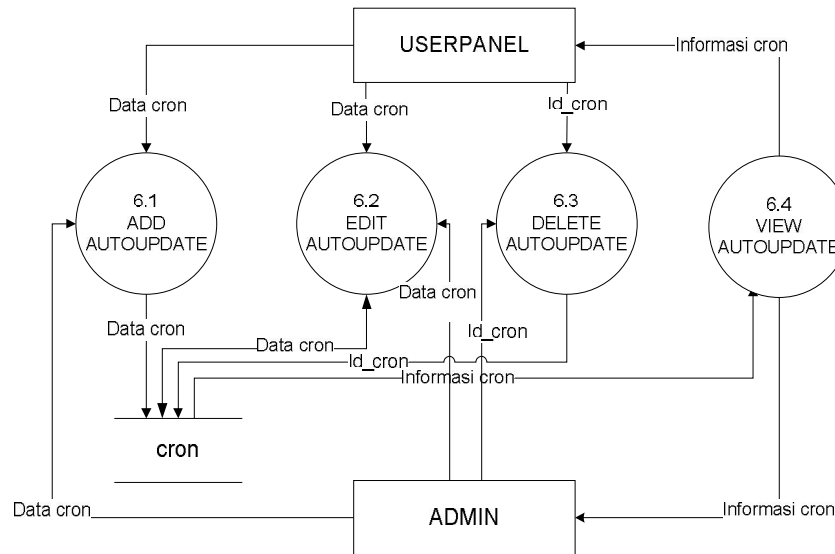 USERPANEL
Informasi cron
Data cron
Data cron
Id_cron
6.1
ADD
AUTOUPDATE
6.2
EDIT
AUTOUPDATE
6.3
DELETE
AUTOUPDATE
6.4
VIEW
AUTOUPDATE
Data cron
Data cron
Id_cron
Data cron
Id_cron
Informasi cron
cron
Data cron
ADMIN
Informasi cron